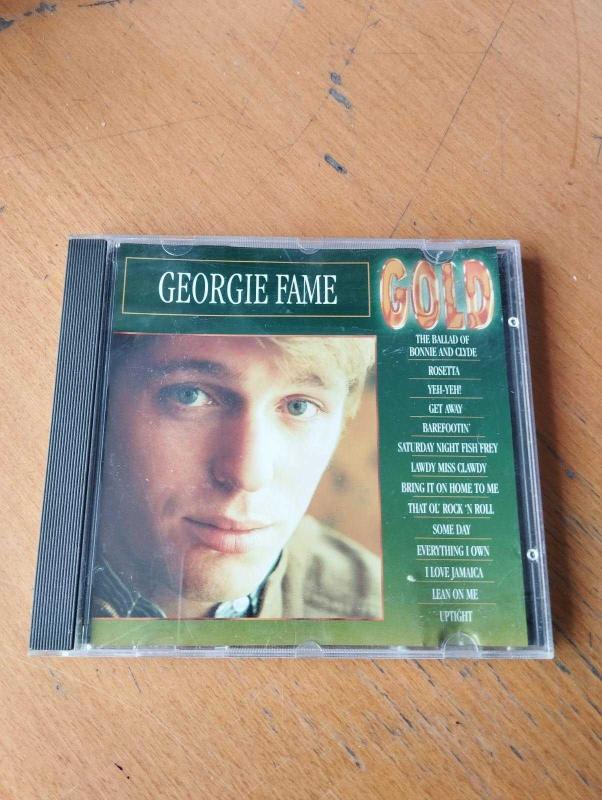 GEORGIE FAME
GOLD
THE BALLAD OF
BONNIE AND CLYDE
ROSETTA
YEH-YEH!
GET AWAY
BAREFOOTIN'
SATURDAY NIGHT FISH FREY
LAWDY MISS CLAWDY
BRING IT ON HOME TO ME
THAT OL' ROCK 'N ROLL
SOME DAY
EVERYTHING I OWN
I LOVE JAMAICA
LEAN ON ME
UPTIGHT